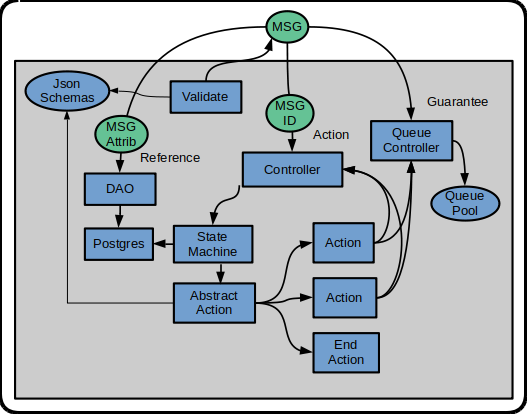 MSG
Json
Schemas
Validate
MSG
ID
Guarantee
MSG
Attrib
Action
Queue
Controller
Reference
Controller
DAO
Queue
Pool
Postgres
State
Machine
Action
Abstract
Action
Action
End
Action